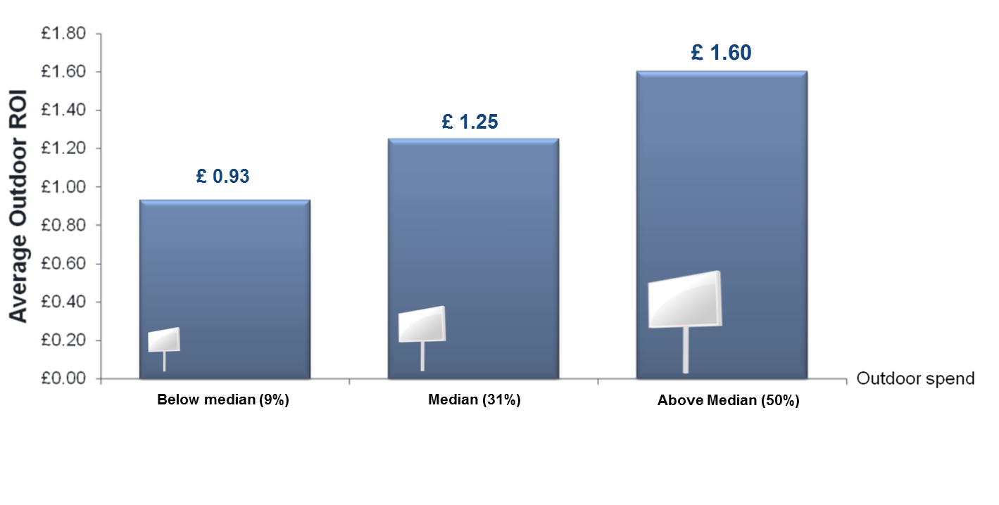 Average Outdoor ROI
£1.80
£1.60
£1.40
£1.20
£1.00
£0.80
£0.60
£0.40
£0.20
£0.00
£ 0.93
£ 1.25
£ 1.60
Below median (9%)
Median (31%)
Above Median (50%)
Outdoor spend